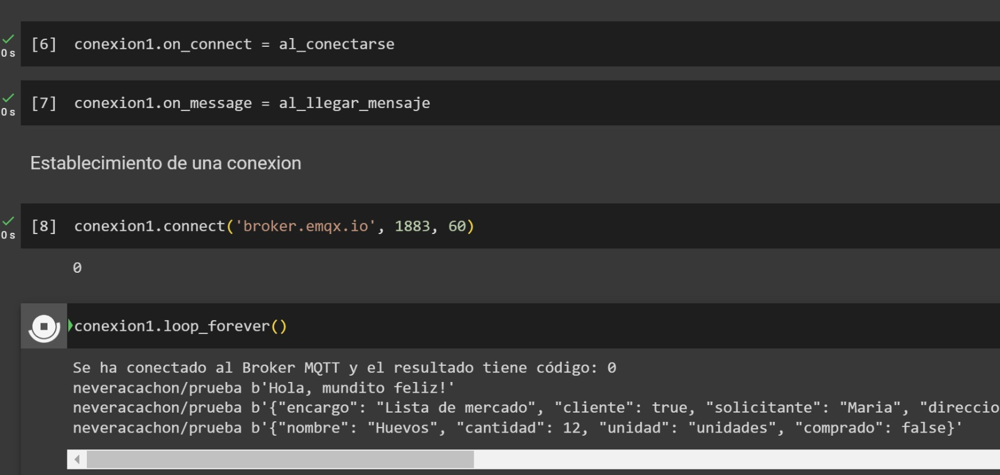 [6] conexion1.on_connect = al_conectarse
0 s
[7] conexion1.on_message = al_llegar_mensaje
0 s
Establecimiento de una conexion
[8] conexion1.connect('broker.emqx.io', 1883, 60)
0 s
0
conexion1.loop_forever()
Se ha conectado al Broker MQTT y el resultado tiene código: 0
neveracachon/prueba b'Hola, mundito feliz!'
neveracachon/prueba b'{"encargo": "Lista de mercado", "cliente": true, "solicitante": "Maria", "direccio
neveracachon/prueba b'{"nombre": "Huevos", "cantidad": 12, "unidad": "unidades", "comprado": false}'